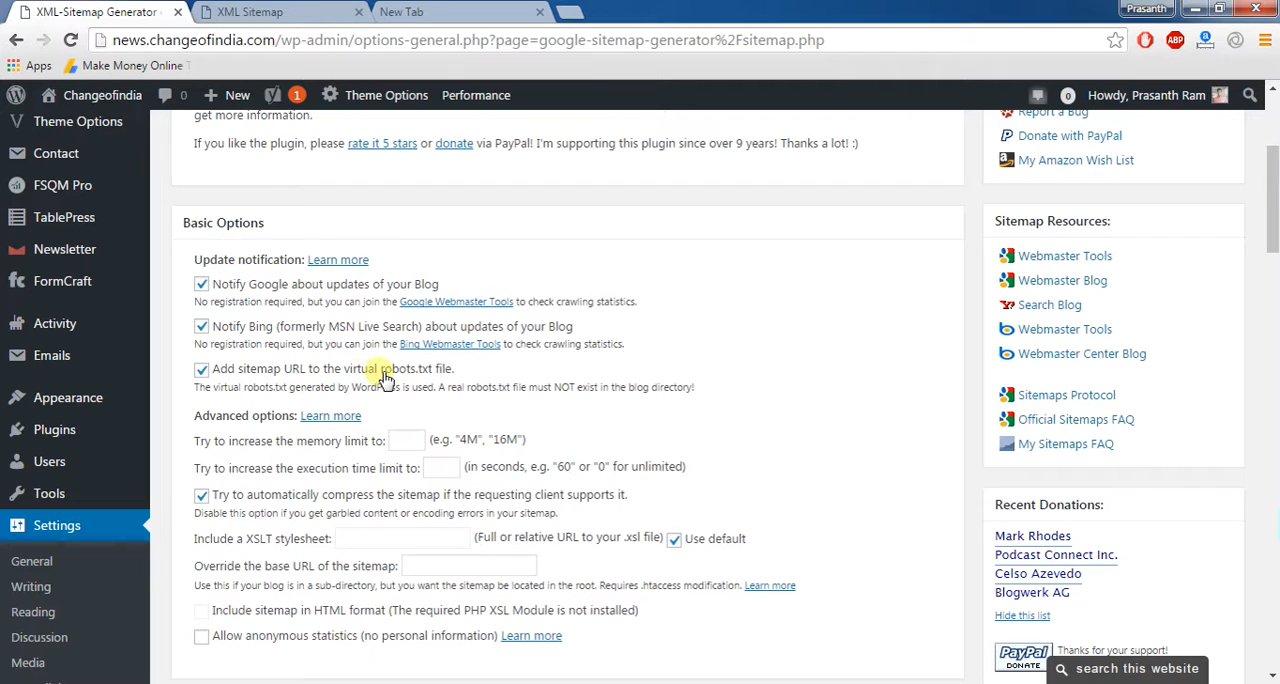 XML-Sitemap Generator
XML Sitemap
New Tab
Prasanth
news.changeofindia.com/wp-admin/options-general.php?page=google-sitemap-generator%2Fsitemap.php
ABP
Apps
Make Money Online
Changeofindia
0
New
1
Theme Options
Performance
0
Howdy, Prasanth Ram
Theme Options
Contact
FSQM Pro
TablePress
Newsletter
FormCraft
Activity
Emails
Appearance
Plugins
Users
Tools
Settings
General
Writing
Reading
Discussion
Media
get more information.
If you like the plugin, please rate it 5 stars or donate via PayPal! I'm supporting this plugin since over 9 years! Thanks a lot! :)
Basic Options
Update notification: Learn more
Notify Google about updates of your Blog
No registration required, but you can join the Google Webmaster Tools to check crawling statistics.
Notify Bing (formerly MSN Live Search) about updates of your Blog
No registration required, but you can join the Bing Webmaster Tools to check crawling statistics.
Add sitemap URL to the virtual robots.txt file.
The virtual robots.txt generated by WordPress is used. A real robots.txt file must NOT exist in the blog directory!
Advanced options: Learn more
Try to increase the memory limit to: (e.g. "4M", "16M")
Try to increase the execution time limit to: (in seconds, e.g. "60" or "0" for unlimited)
Try to automatically compress the sitemap if the requesting client supports it.
Disable this option if you get garbled content or encoding errors in your sitemap.
Include a XSLT stylesheet: (Full or relative URL to your .xsl file) Use default
Override the base URL of the sitemap:
Use this if your blog is in a sub-directory, but you want the sitemap be located in the root. Requires .htaccess modification. Learn more
Include sitemap in HTML format (The required PHP XSL Module is not installed)
Allow anonymous statistics (no personal information) Learn more
Report a Bug
Donate with PayPal
My Amazon Wish List
Sitemap Resources:
Webmaster Tools
Webmaster Blog
Search Blog
Webmaster Tools
Webmaster Center Blog
Sitemaps Protocol
Official Sitemaps FAQ
My Sitemaps FAQ
Recent Donations:
Mark Rhodes
Podcast Connect Inc.
Celso Azevedo
Blogwerk AG
Hide this list
PayPal
DONATE
Thanks for your support!
search this website